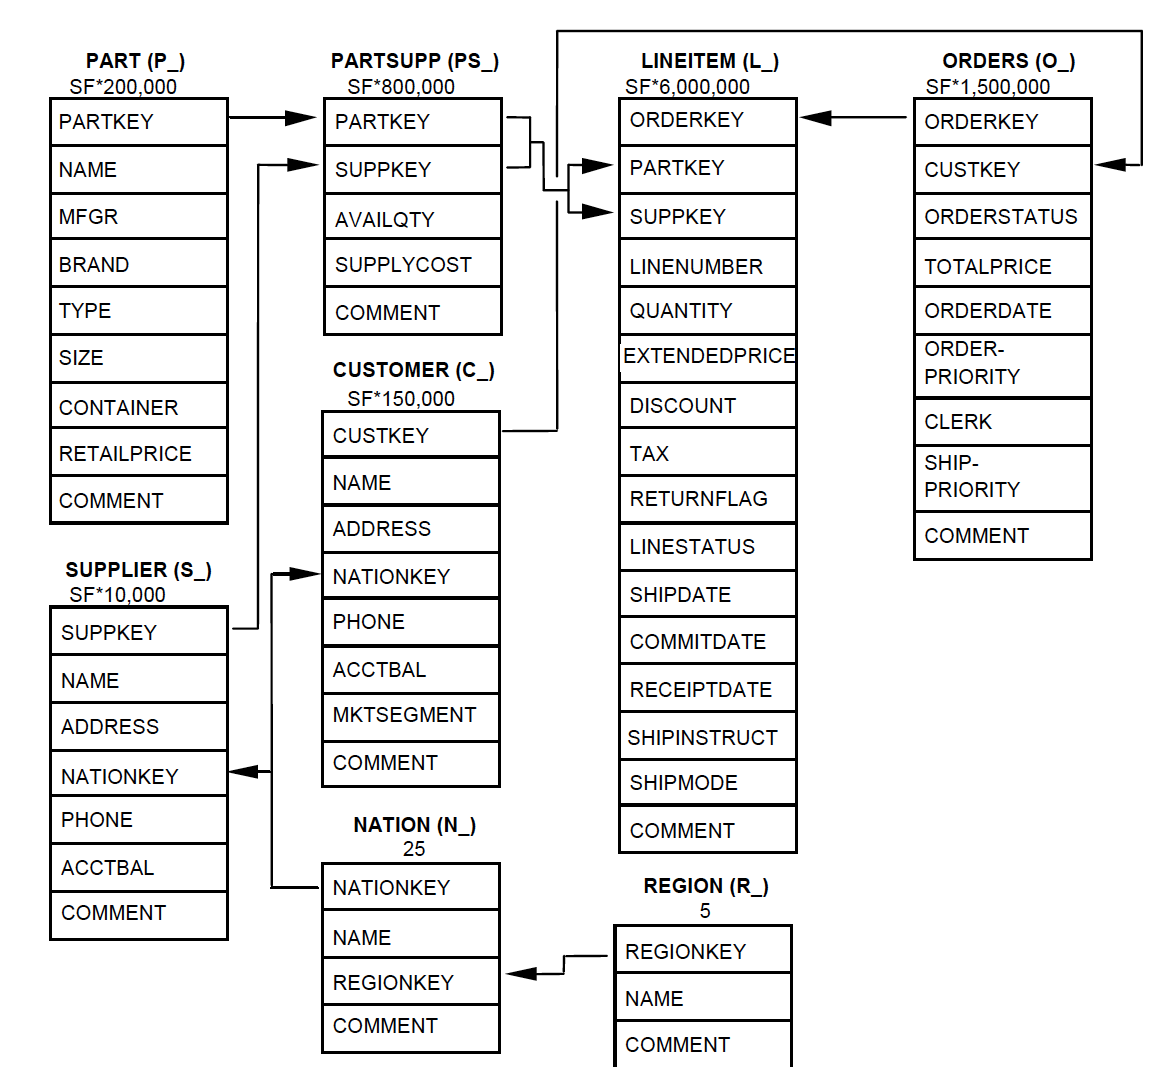 PART (P_)
SF*200,000
PARTKEY
NAME
MFGR
BRAND
TYPE
SIZE
CONTAINER
RETAILPRICE
COMMENT
SUPPLIER (S_)
SF*10,000
SUPPKEY
NAME
ADDRESS
NATIONKEY
PHONE
ACCTBAL
COMMENT
PARTSUPP (PS_)
SF*800,000
PARTKEY
SUPPKEY
AVAILQTY
SUPPLYCOST
COMMENT
CUSTOMER (C_)
SF*150,000
CUSTKEY
NAME
ADDRESS
NATIONKEY
PHONE
ACCTBAL
MKTSEGMENT
COMMENT
NATION (N_)
25
NATIONKEY
NAME
REGIONKEY
COMMENT
LINEITEM (L_)
SF*6,000,000
ORDERKEY
PARTKEY
SUPPKEY
LINENUMBER
QUANTITY
EXTENDEDPRICE
DISCOUNT
TAX
RETURNFLAG
LINESTATUS
SHIPDATE
COMMITDATE
RECEIPTDATE
SHIPINSTRUCT
SHIPMODE
COMMENT
REGION (R_)
5
REGIONKEY
NAME
COMMENT
ORDERS (O_)
SF*1,500,000
ORDERKEY
CUSTKEY
ORDERSTATUS
TOTALPRICE
ORDERDATE
ORDER-
PRIORITY
CLERK
SHIP-
PRIORITY
COMMENT